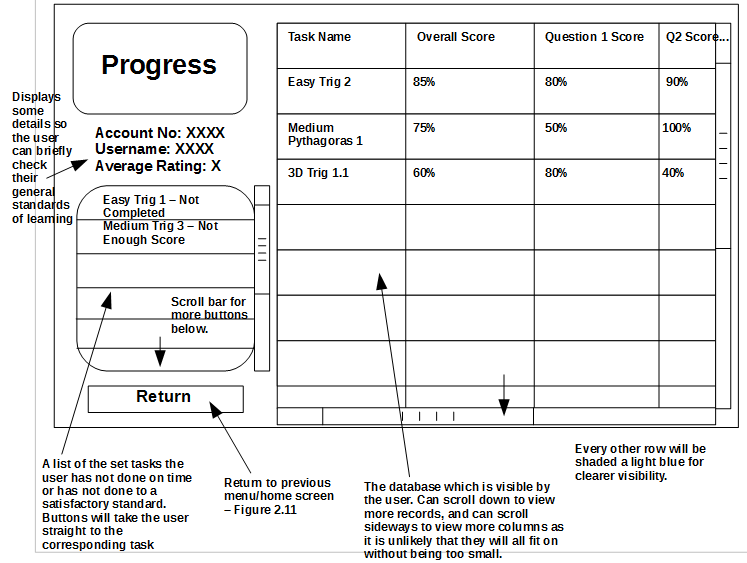 Progress
Displays
some
details so
the user
can briefly
check
their
general
standards
of learning
Account No: XXXX
Username: XXXX
Average Rating: X
Easy Trig 1 – Not
Completed
Medium Trig 3 – Not
Enough Score
Scroll bar for
more buttons
below.
Return
Task Name Overall Score Question 1 Score Q2 Score...
Easy Trig 2 85% 80% 90%
Medium
Pythagoras 1 75% 50% 100%
3D Trig 1.1 60% 80% 40%
A list of the set tasks the
user has not done on time
or has not done to a
satisfactory standard.
Buttons will take the user
straight to the
corresponding task
Return to previous
menu/home screen
– Figure 2.11
The database which is visible by
the user. Can scroll down to view
more records, and can scroll
sideways to view more columns as
it is unlikely that they will all fit on
without being too small.
Every other row will be
shaded a light blue for
clearer visibility.